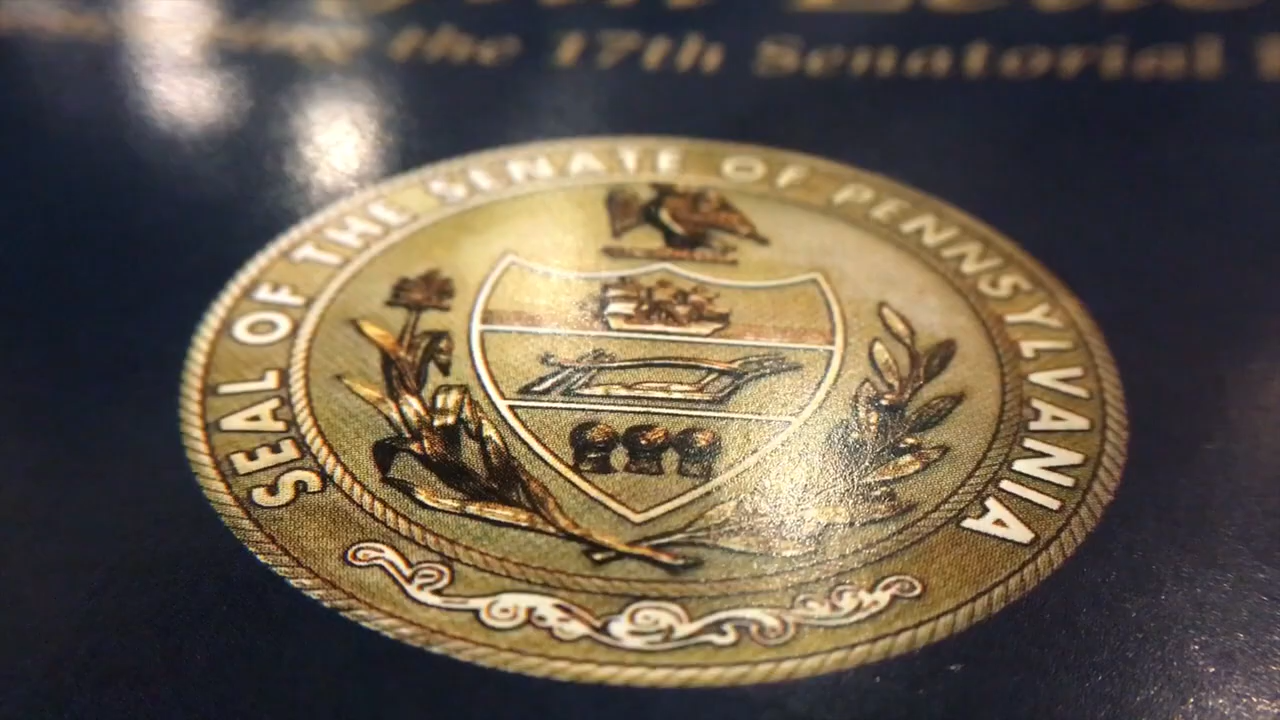 the 17th Senatorial
SEAL OF THE SENATE OF PENNSYLVANIA